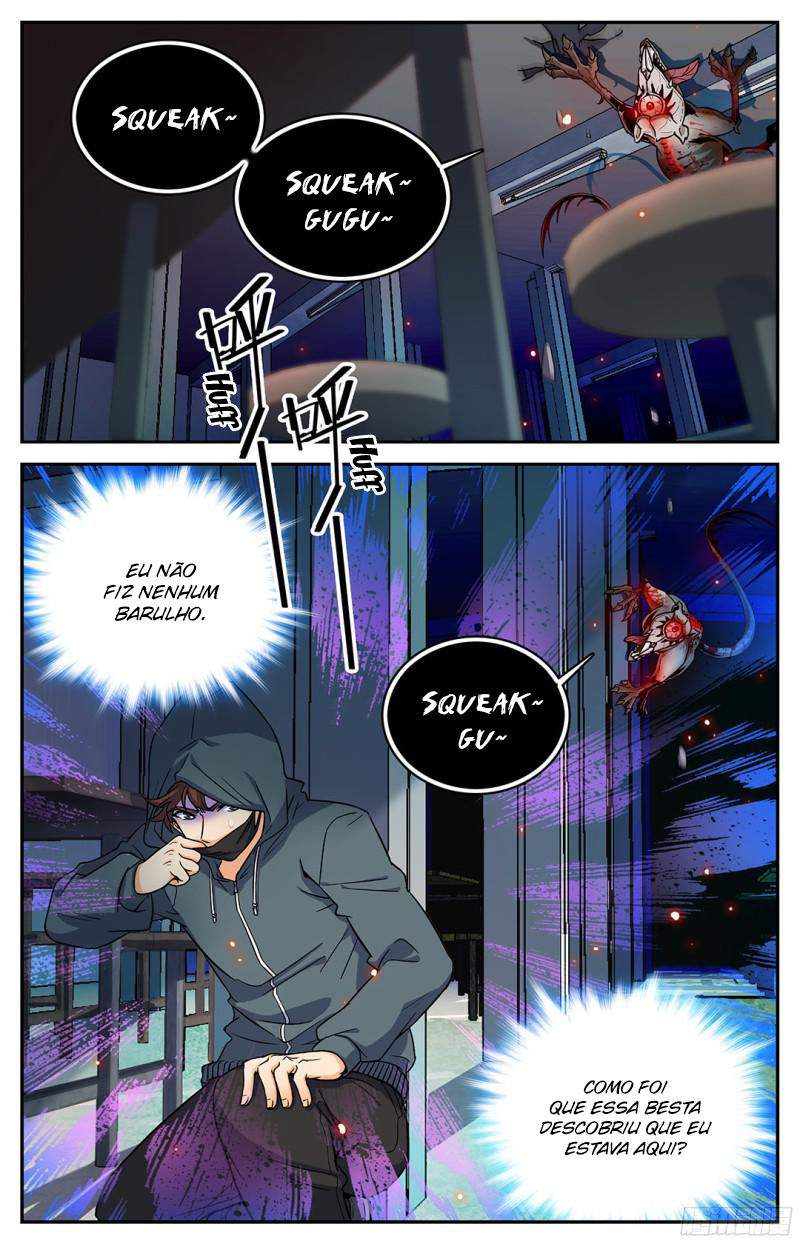 SQUEAK~
SQUEAK~
GUGU~
呼
Huff
呼
Huff
EU NÃO
FIZ NENHUM
BARULHO.
SQUEAK~
GU~
COMO FOI
QUE ESSA BESTA
DESCOBRIU QUE EU
ESTAVA AQUI?